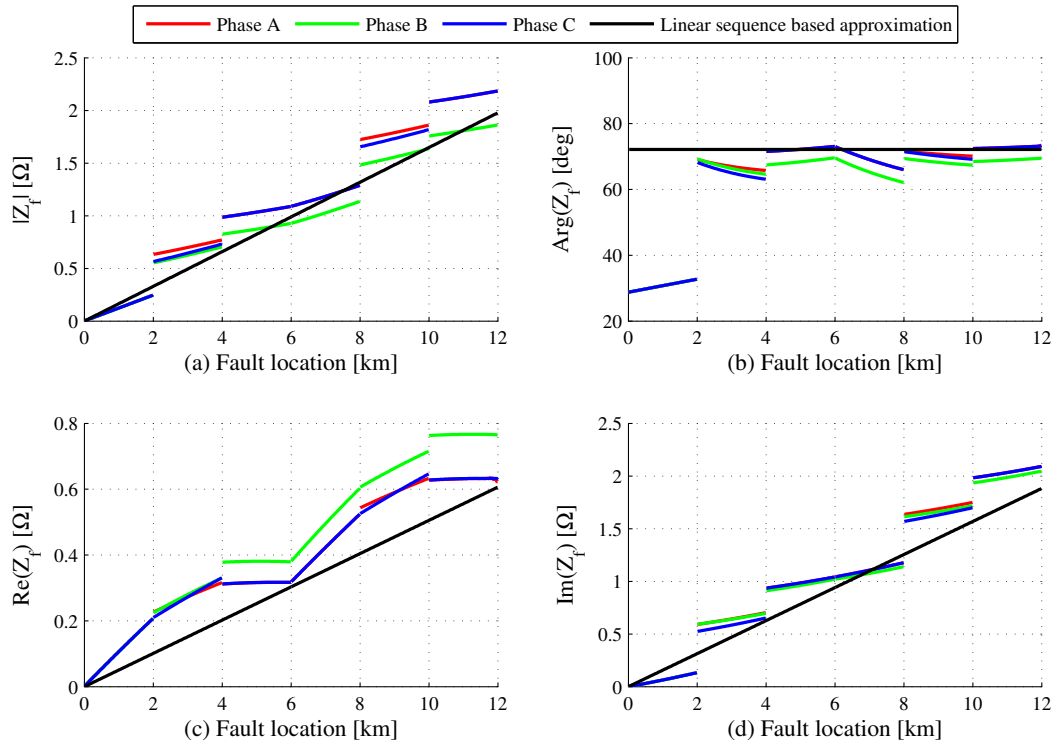 Phase A Phase B Phase C Linear sequence based approximation
2.5
2
1.5
1
0.5
0
|Z_f| [Ω]
0 2 4 6 8 10 12
(a) Fault location [km]
100
80
60
40
20
Arg(Z_f) [deg]
0 2 4 6 8 10 12
(b) Fault location [km]
0.8
0.6
0.4
0.2
0
Re(Z_f) [Ω]
0 2 4 6 8 10 12
(c) Fault location [km]
2.5
2
1.5
1
0.5
0
Im(Z_f) [Ω]
0 2 4 6 8 10 12
(d) Fault location [km]